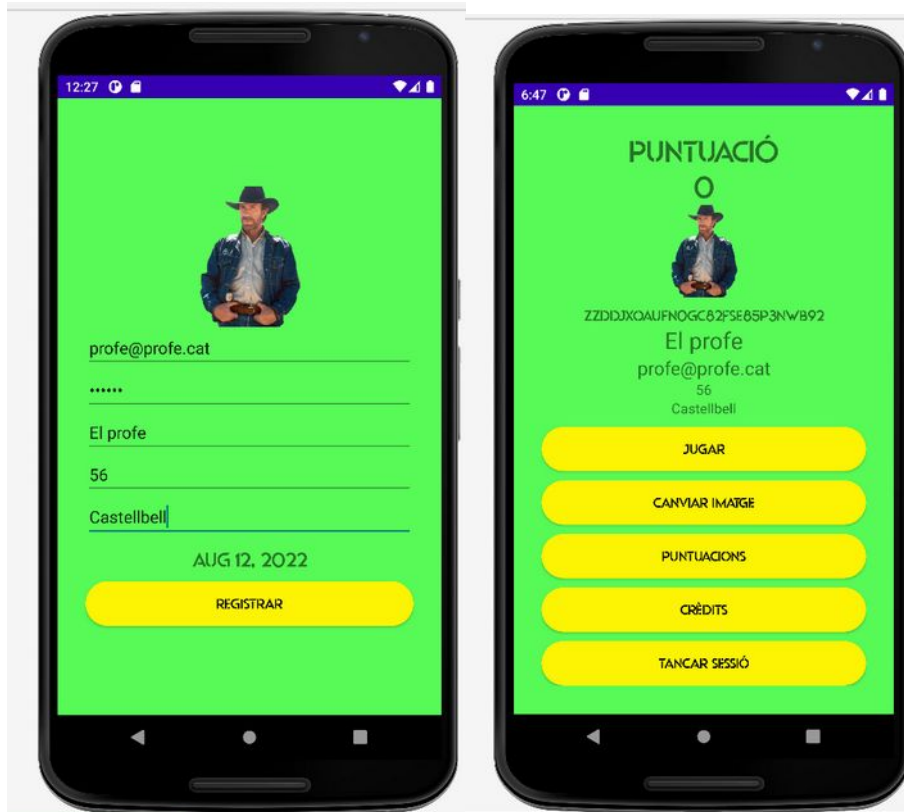 12:27
profe@profe.cat
••••••
El profe
56
Castellbell
AUG 12, 2022
REGISTRAR
6:47
PUNTUACIÓ
0
ZZDDJXOAUFNOGC82FSE85P3NWB92
El profe
profe@profe.cat
56
Castellbell
JUGAR
CANVIAR IMATGE
PUNTUACIONS
CRÈDITS
TANCAR SESSIÓ